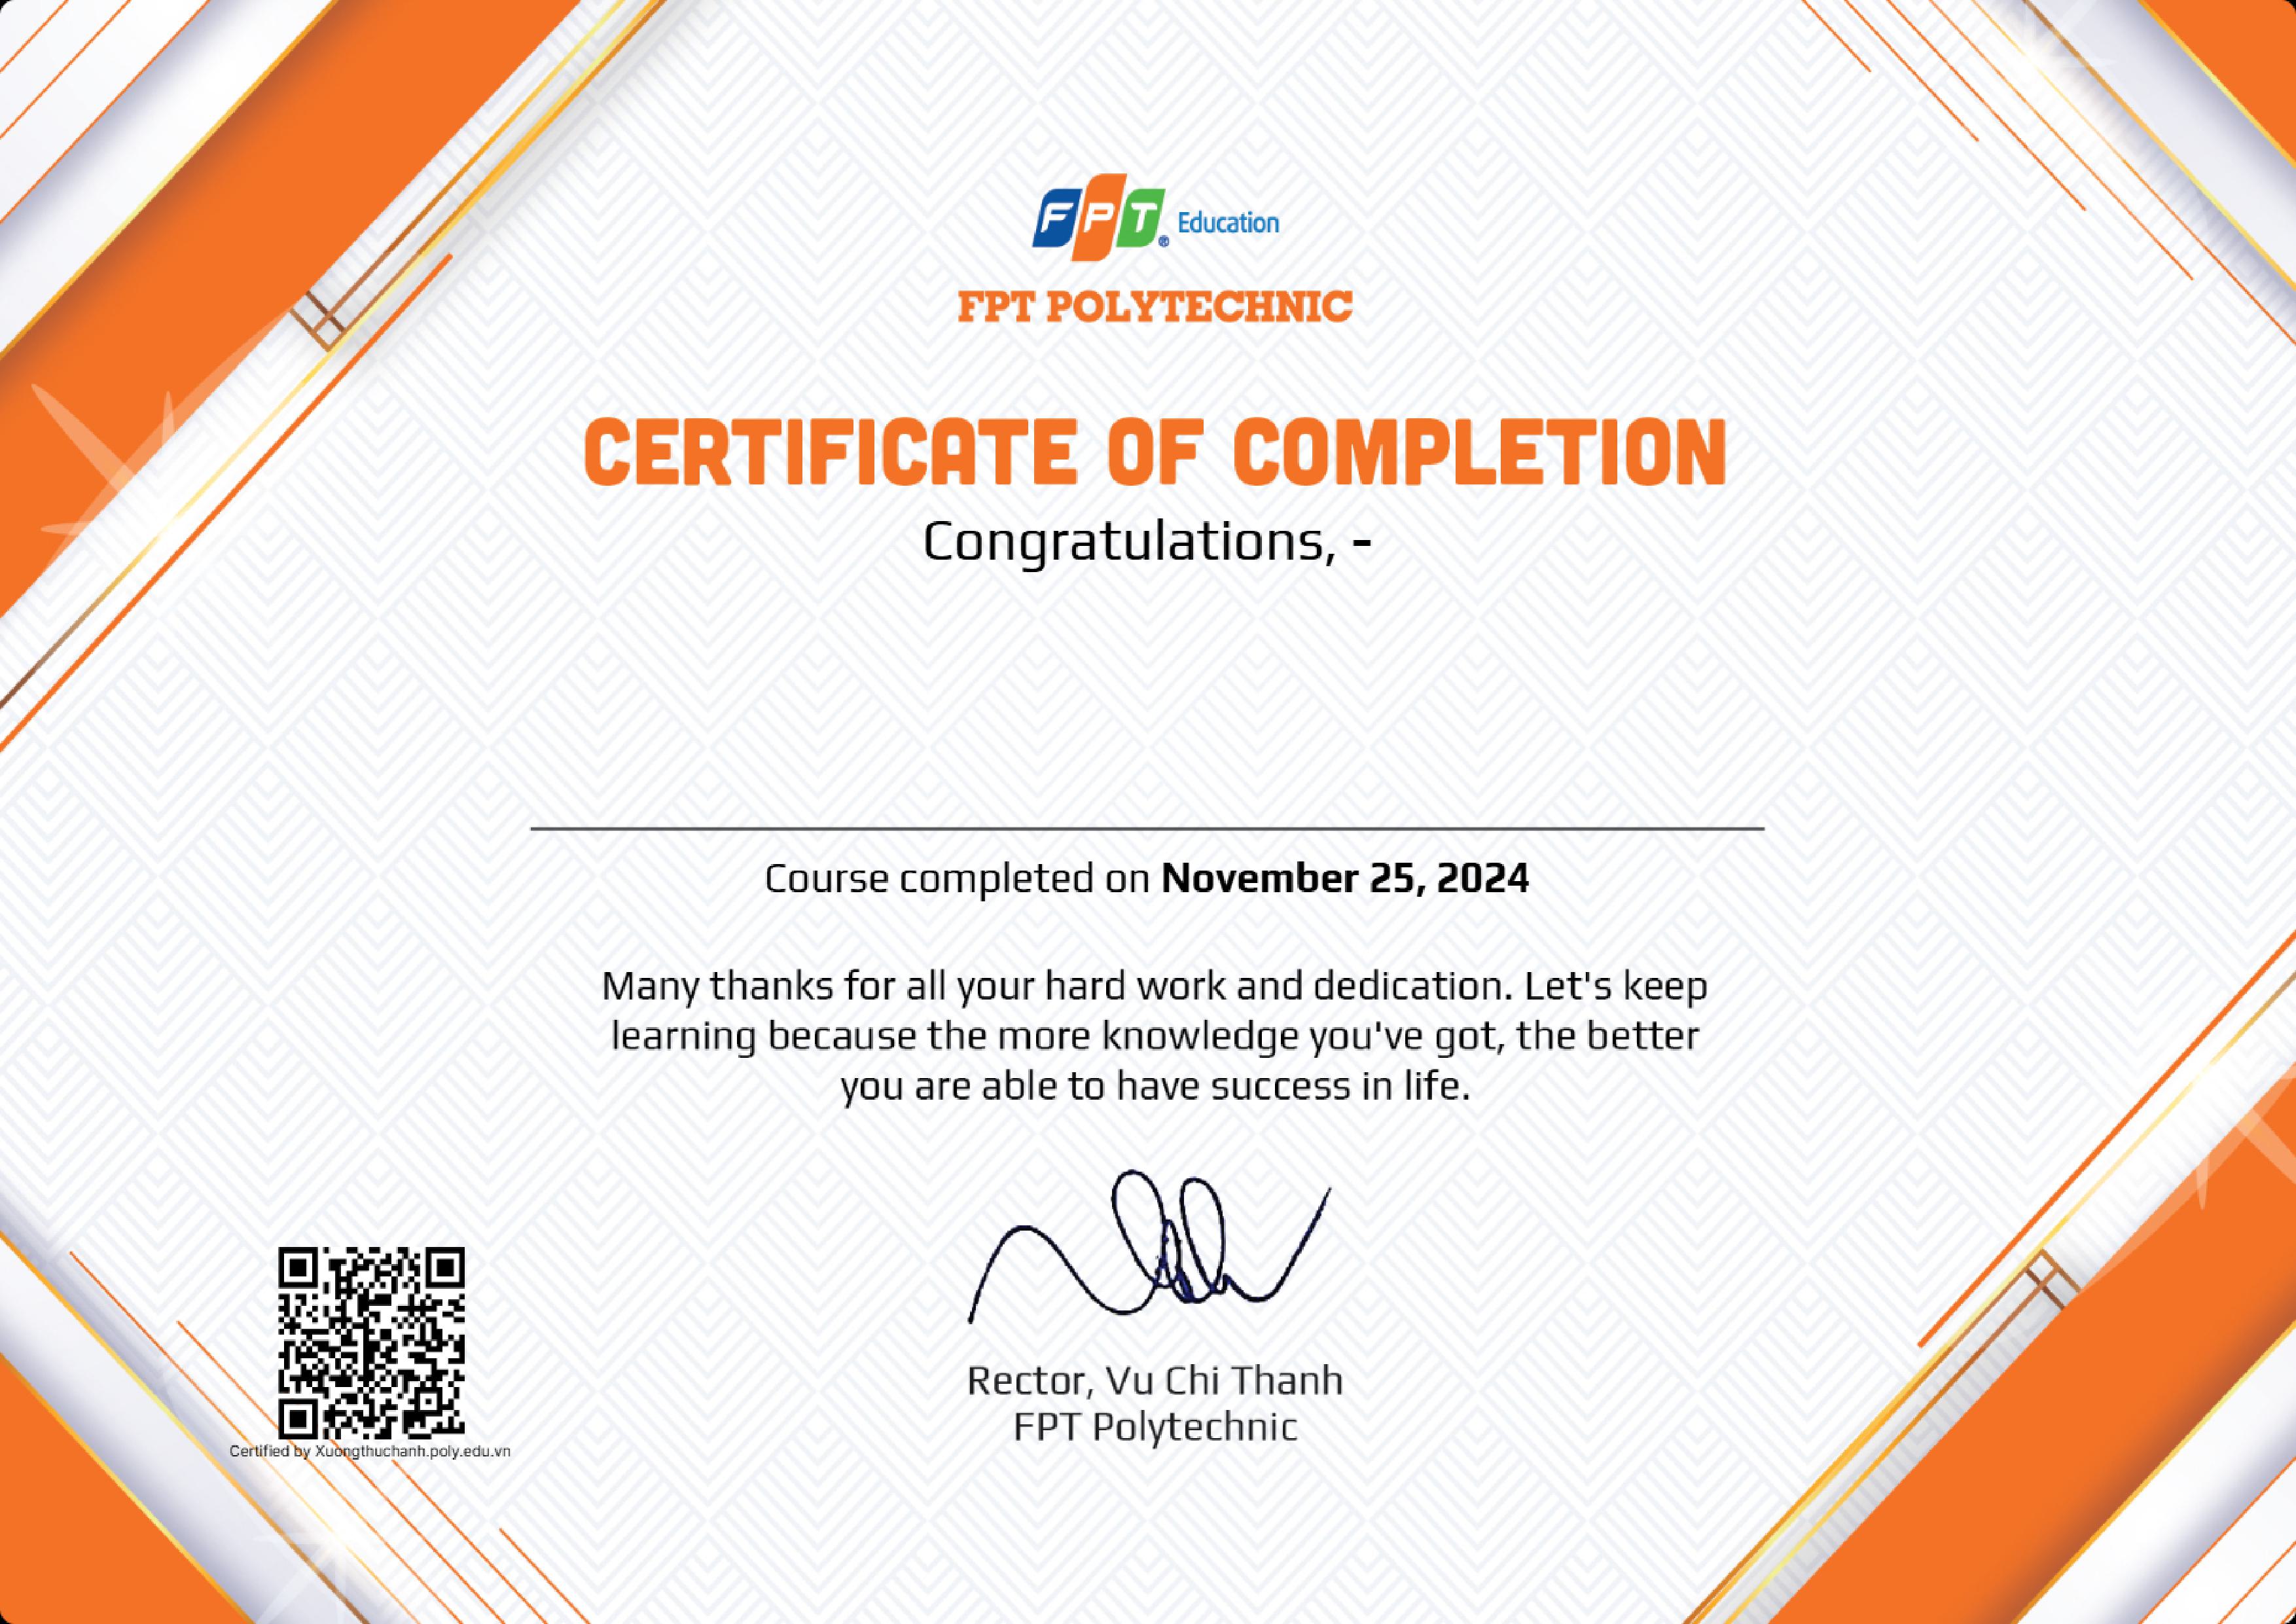 FPT Education
FPT POLYTECHNIC
CERTIFICATE OF COMPLETION
Congratulations, -
Course completed on November 25, 2024
Many thanks for all your hard work and dedication. Let's keep
learning because the more knowledge you've got, the better
you are able to have success in life.
Rector, Vu Chi Thanh
FPT Polytechnic
Certified by Xuongthuchanh.poly.edu.vn